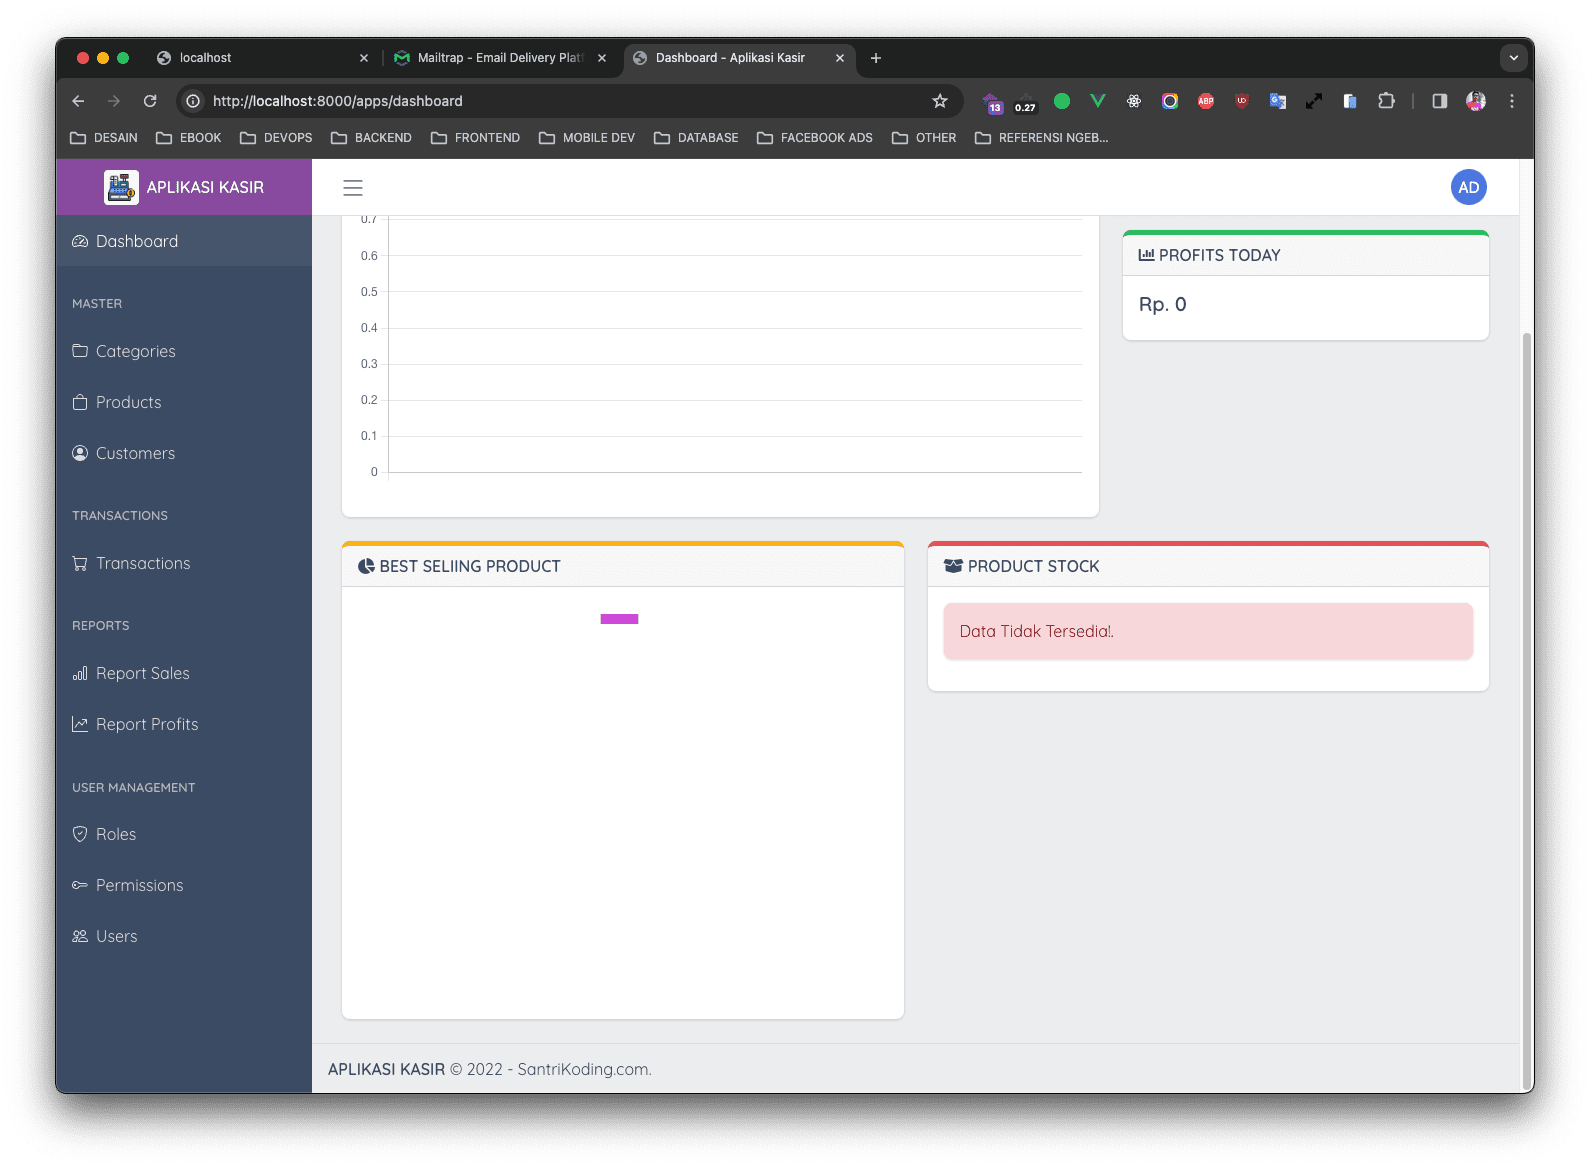 localhost
Mailtrap - Email Delivery Plat
Dashboard - Aplikasi Kasir
http://localhost:8000/apps/dashboard
13
0.27
ABP
DESAIN
EBOOK
DEVOPS
BACKEND
FRONTEND
MOBILE DEV
DATABASE
FACEBOOK ADS
OTHER
REFERENSI NGEB...
APLIKASI KASIR
AD
Dashboard
MASTER
Categories
Products
Customers
TRANSACTIONS
Transactions
REPORTS
Report Sales
Report Profits
USER MANAGEMENT
Roles
Permissions
Users
0.7
0.6
0.5
0.4
0.3
0.2
0.1
0
PROFITS TODAY
Rp. 0
BEST SELIING PRODUCT
PRODUCT STOCK
Data Tidak Tersedia!.
APLIKASI KASIR © 2022 - SantriKoding.com.